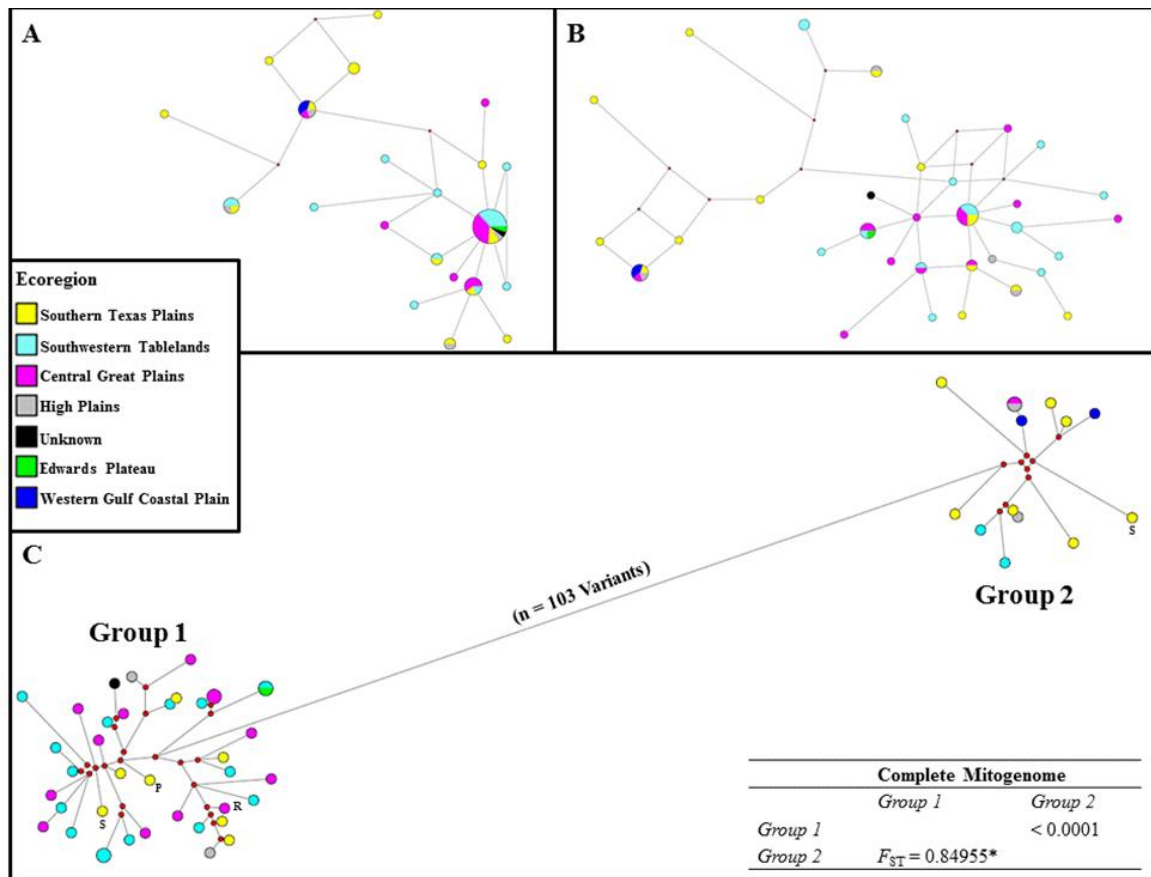 A
B
Ecoregion
Southern Texas Plains
Southwestern Tablelands
Central Great Plains
High Plains
Unknown
Edwards Plateau
Western Gulf Coastal Plain
C
(n = 103 Variants)
Group 2
S
Group 1
P
S
R
Complete Mitogenome
Group 1 Group 2
Group 1 < 0.0001
Group 2 FST = 0.84955*